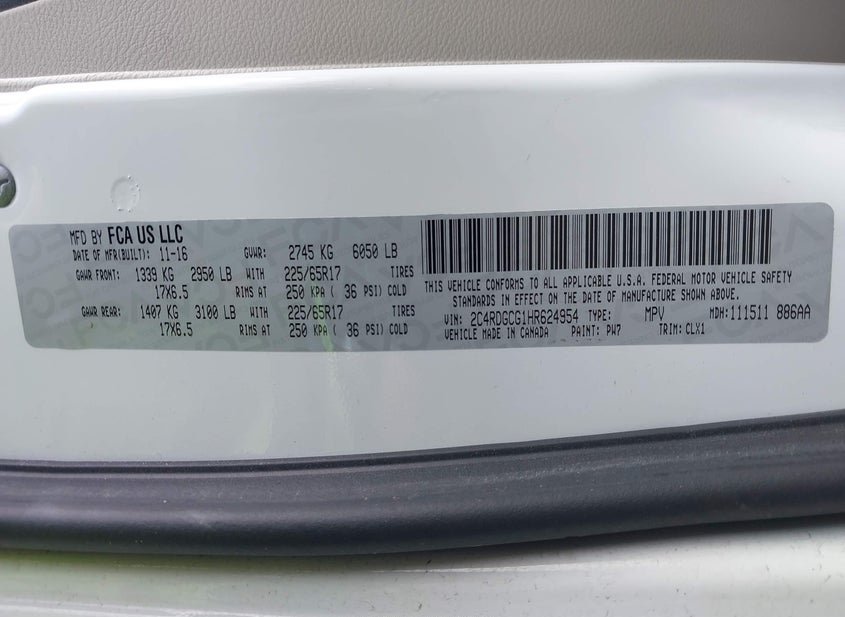 MFD BY FCA US LLC
DATE OF MFR(BUILT): 11-16 GVWR: 2745 KG 6050 LB
GAWR FRONT: 1339 KG 2950 LB WITH 225/65R17 TIRES
17X6.5 RIMS AT 250 KPA ( 36 PSI) COLD
GAWR REAR: 1407 KG 3100 LB WITH 225/65R17 TIRES
17X6.5 RIMS AT 250 KPA ( 36 PSI) COLD
THIS VEHICLE CONFORMS TO ALL APPLICABLE U.S.A. FEDERAL MOTOR VEHICLE SAFETY
STANDARDS IN EFFECT ON THE DATE OF MANUFACTURE SHOWN ABOVE.
VIN: 2C4RDGCG1HR624954 TYPE: MPV MDH: 111511 886AA
VEHICLE MADE IN CANADA PAINT: PW7 TRIM: CLX1